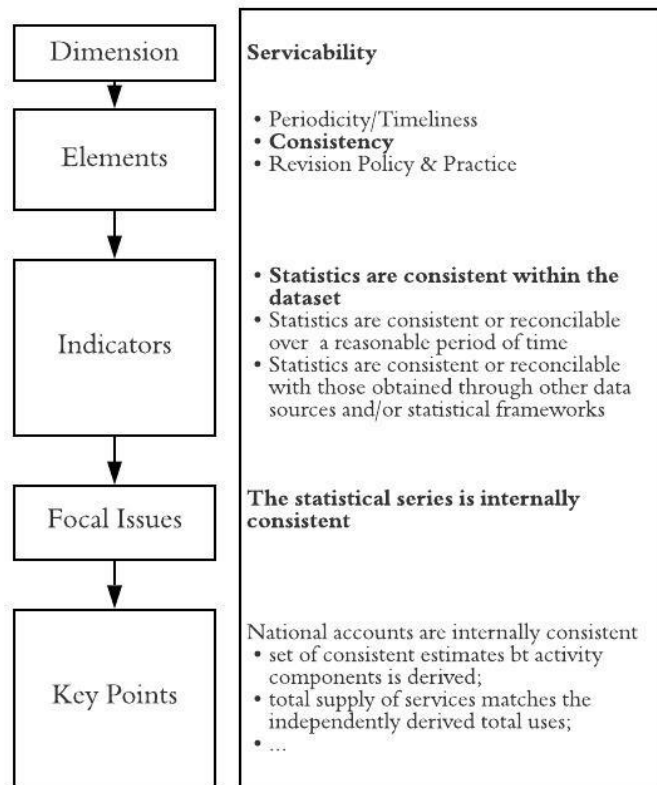 Dimension
Servicability
Elements
• Periodicity/Timeliness
• Consistency
• Revision Policy & Practice
Indicators
• Statistics are consistent within the
dataset
• Statistics are consistent or reconcilable
over a reasonable period of time
• Statistics are consistent or reconcilable
with those obtained through other data
sources and/or statistical frameworks
Focal Issues
The statistical series is internally
consistent
Key Points
National accounts are internally consistent
• set of consistent estimates bt activity
components is derived;
• total supply of services matches the
independently derived total uses;
• ...